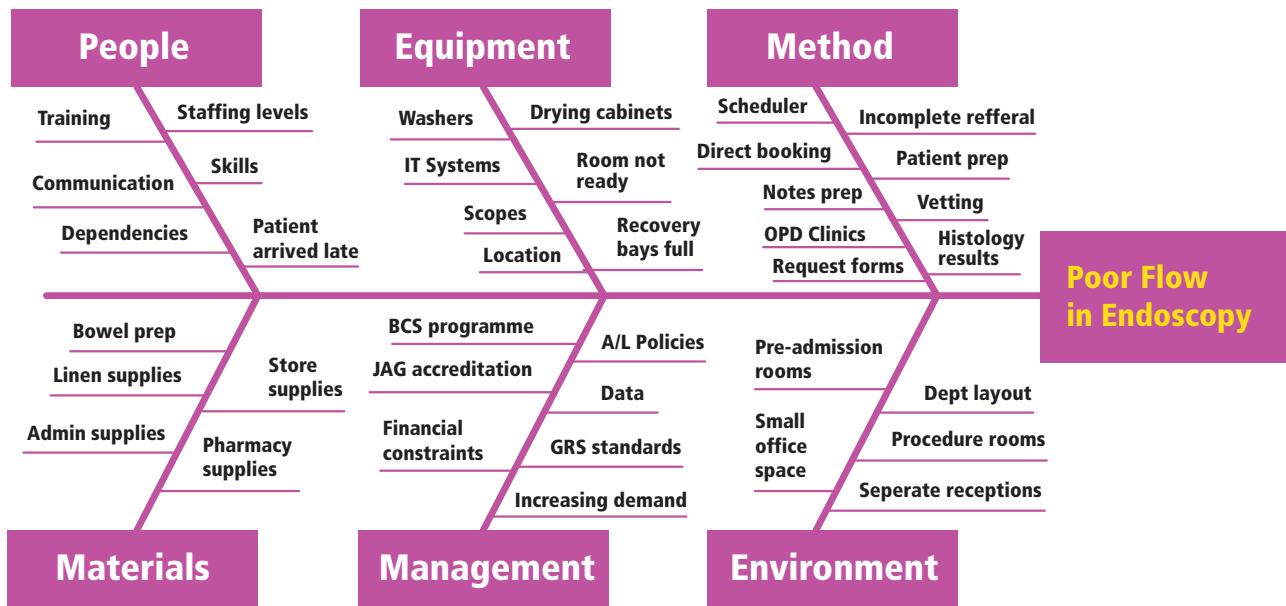 People
Equipment
Method
Training
Staffing levels
Communication
Skills
Dependencies
Patient
arrived late
Washers
Drying cabinets
IT Systems
Room not
ready
Scopes
Location
Recovery
bays full
Scheduler
Incomplete refferal
Direct booking
Patient prep
Notes prep
Vetting
OPD Clinics
Request forms
Histology
results
Poor Flow
in Endoscopy
Bowel prep
Linen supplies
Store
supplies
Admin supplies
Pharmacy
supplies
BCS programme
A/L Policies
JAG accreditation
Data
Financial
constraints
GRS standards
Increasing demand
Pre-admission
rooms
Dept layout
Small
office
space
Procedure rooms
Seperate receptions
Materials
Management
Environment